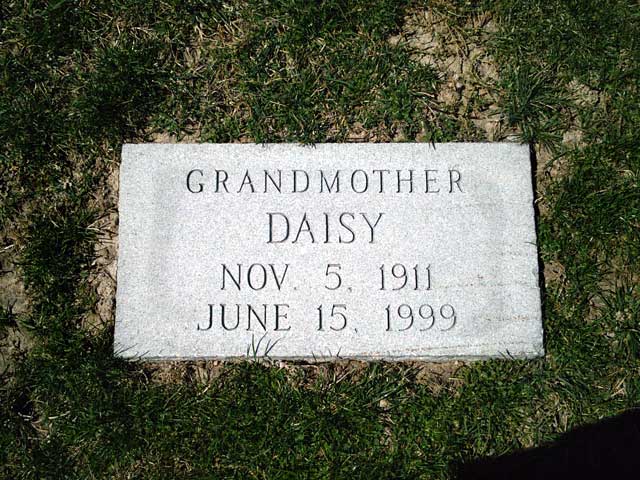 GRANDMOTHER
DAISY
NOV. 5, 1911
JUNE 15, 1999